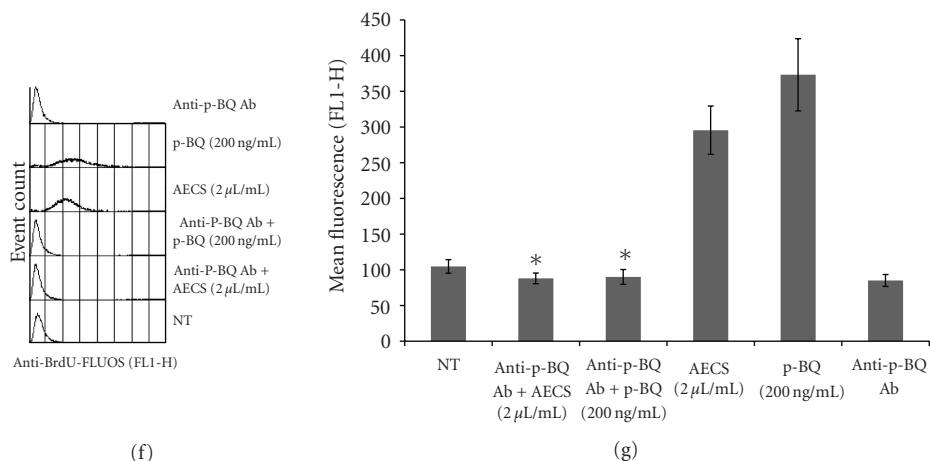 Event count
Anti-p-BQ Ab
p-BQ (200 ng/mL)
AECS (2 µL/mL)
Anti-P-BQ Ab +
p-BQ (200 ng/mL)
Anti-P-BQ Ab +
AECS (2 µL/mL)
NT
Anti-BrdU-FLUOS (FL1-H)
(f)
Mean fluorescence (FL1-H)
450
400
350
300
250
200
150
100
50
0
*
*
NT
Anti-p-BQ
Ab + AECS
(2 µL/mL)
Anti-p-BQ
Ab + p-BQ
(200 ng/mL)
AECS
(2 µL/mL)
p-BQ
(200 ng/mL)
Anti-p-BQ
Ab
(g)